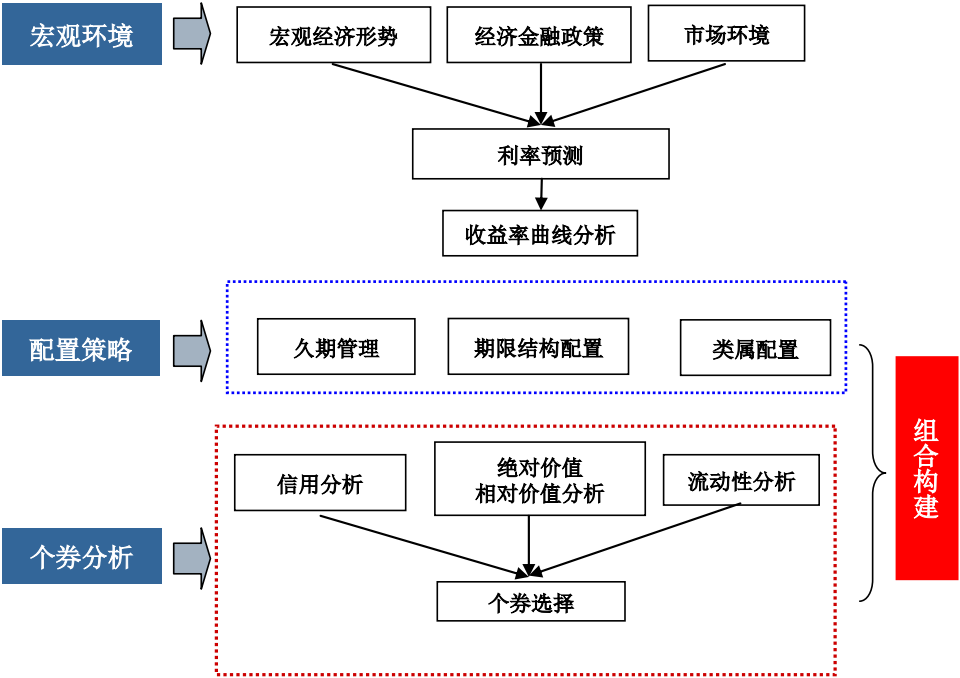 宏观环境
宏观经济形势
经济金融政策
市场环境
利率预测
收益率曲线分析
配置策略
久期管理
期限结构配置
类属配置
组合构建
信用分析
绝对价值
相对价值分析
流动性分析
个券分析
个券选择